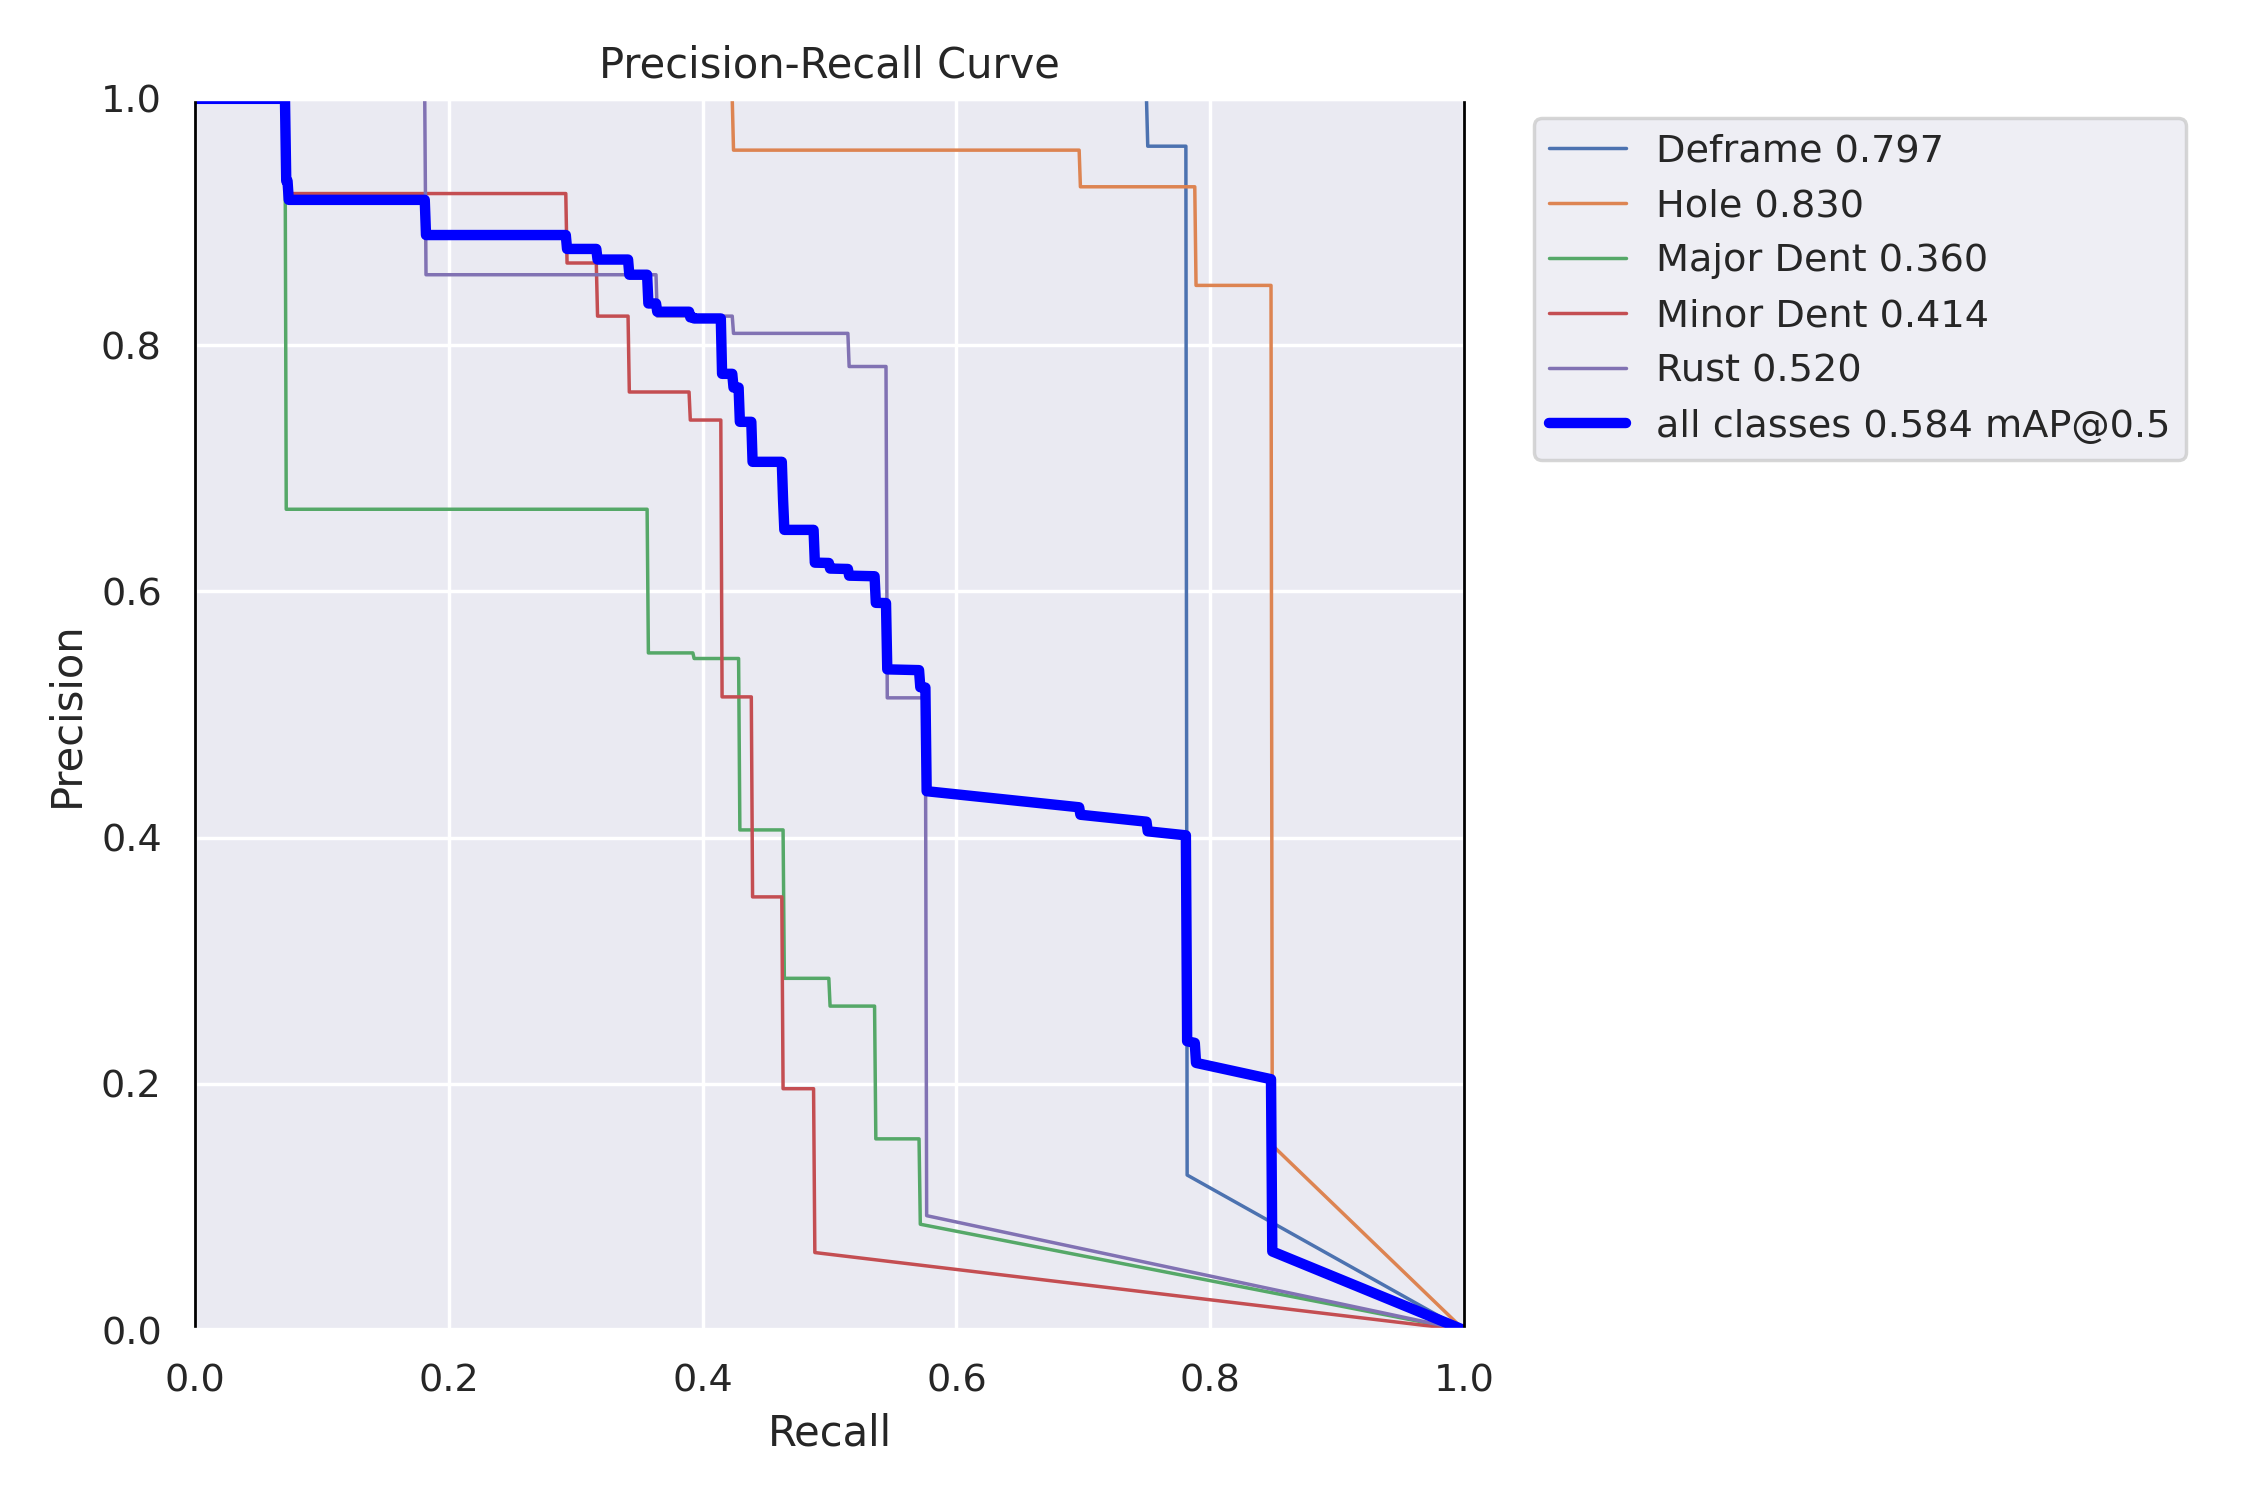 Precision-Recall Curve
1.0
0.8
0.6
0.4
0.2
0.0
Precision
0.0 0.2 0.4 0.6 0.8 1.0
Recall
Deframe 0.797
Hole 0.830
Major Dent 0.360
Minor Dent 0.414
Rust 0.520
all classes 0.584 mAP@0.5